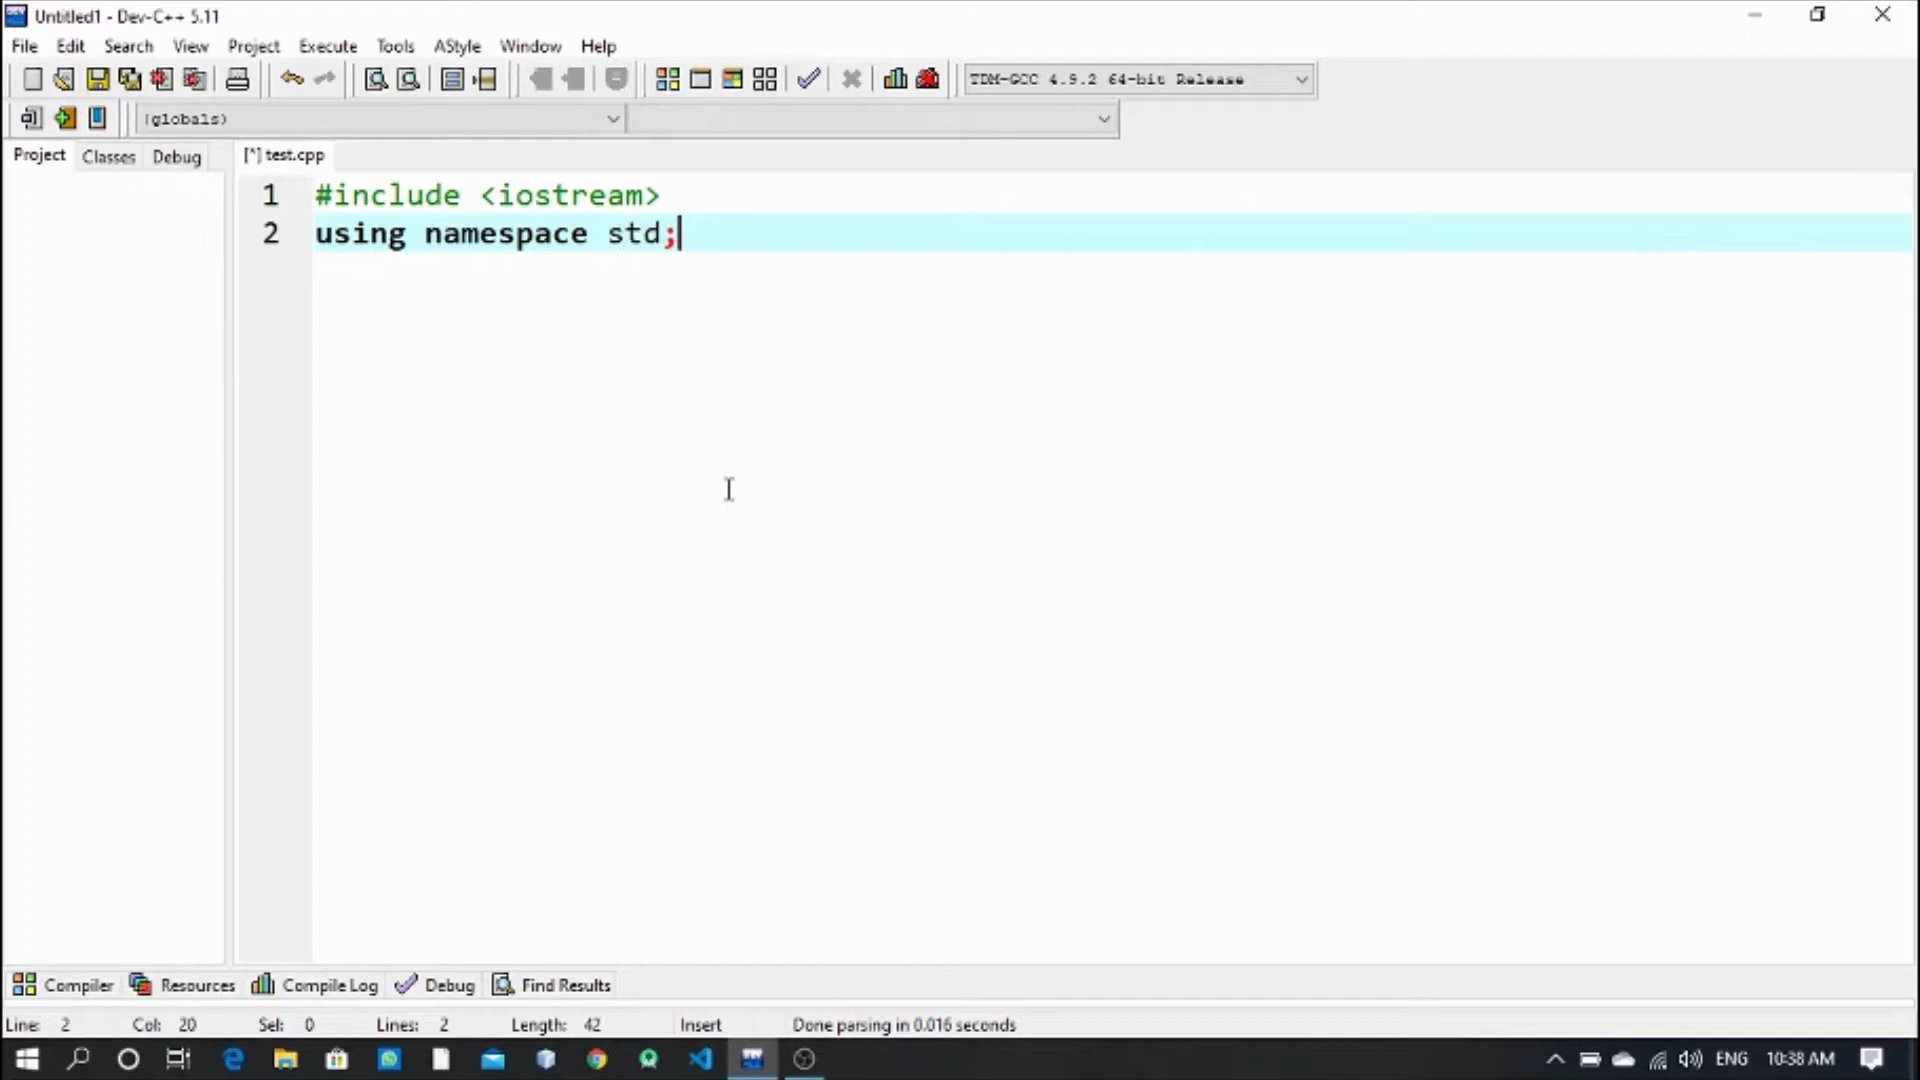 Untitled1 - Dev-C++ 5.11
File Edit Search View Project Execute Tools AStyle Window Help
TDM-GCC 4.9.2 64-bit Release
(globals)
Project Classes Debug [*] test.cpp
1 #include <iostream>
2 using namespace std;
Compiler Resources Compile Log Debug Find Results
Line: 2 Col: 20 Sel: 0 Lines: 2 Length: 42 Insert Done parsing in 0.016 seconds
ENG 10:38 AM